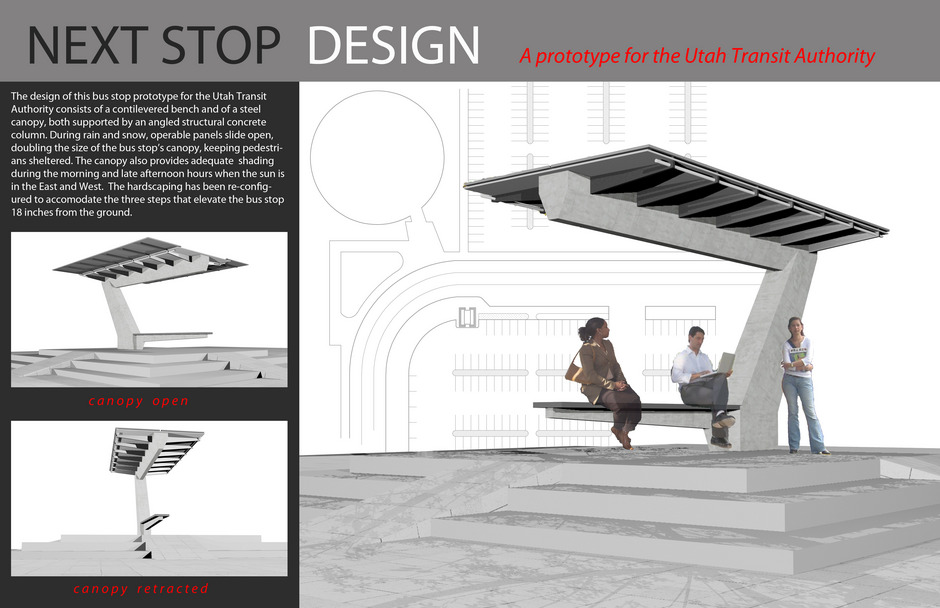 NEXT STOP DESIGN
A prototype for the Utah Transit Authority
The design of this bus stop prototype for the Utah Transit
Authority consists of a contilevered bench and of a steel
canopy, both supported by an angled structural concrete
column. During rain and snow, operable panels slide open,
doubling the size of the bus stop's canopy, keeping pedestri-
ans sheltered. The canopy also provides adequate shading
during the morning and late afternoon hours when the sun is
in the East and West. The hardscaping has been re-config-
ured to accomodate the three steps that elevate the bus stop
18 inches from the ground.
canopy open
canopy retracted